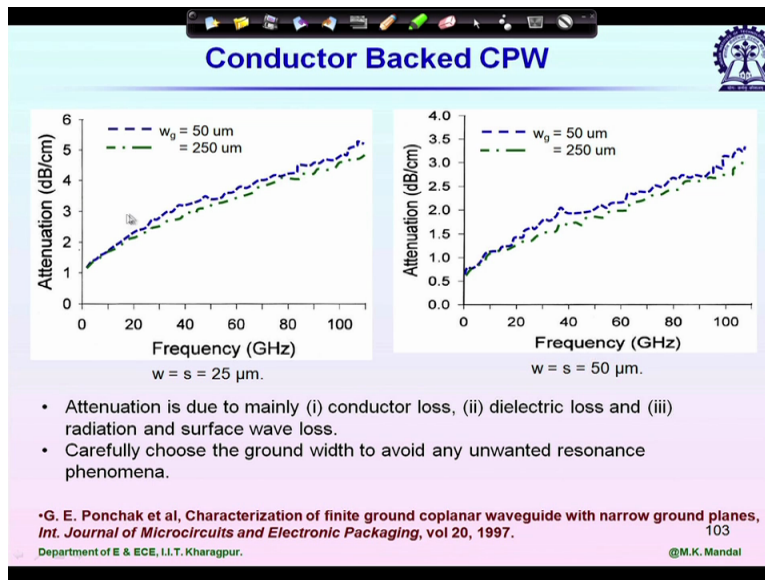 Conductor Backed CPW
Attenuation (dB/cm)
6
5
4
3
2
1
0
wg = 50 um
= 250 um
0 20 40 60 80 100
Frequency (GHz)
w = s = 25 µm.
Attenuation (dB/cm)
4.0
3.5
3.0
2.5
2.0
1.5
1.0
0.5
0.0
wg = 50 um
= 250 um
0 20 40 60 80 100
Frequency (GHz)
w = s = 50 µm.
• Attenuation is due to mainly (i) conductor loss, (ii) dielectric loss and (iii)
radiation and surface wave loss.
• Carefully choose the ground width to avoid any unwanted resonance
phenomena.
•G. E. Ponchak et al, Characterization of finite ground coplanar waveguide with narrow ground planes,
Int. Journal of Microcircuits and Electronic Packaging, vol 20, 1997.
103
Department of E & ECE, I.I.T. Kharagpur.
@M.K. Mandal